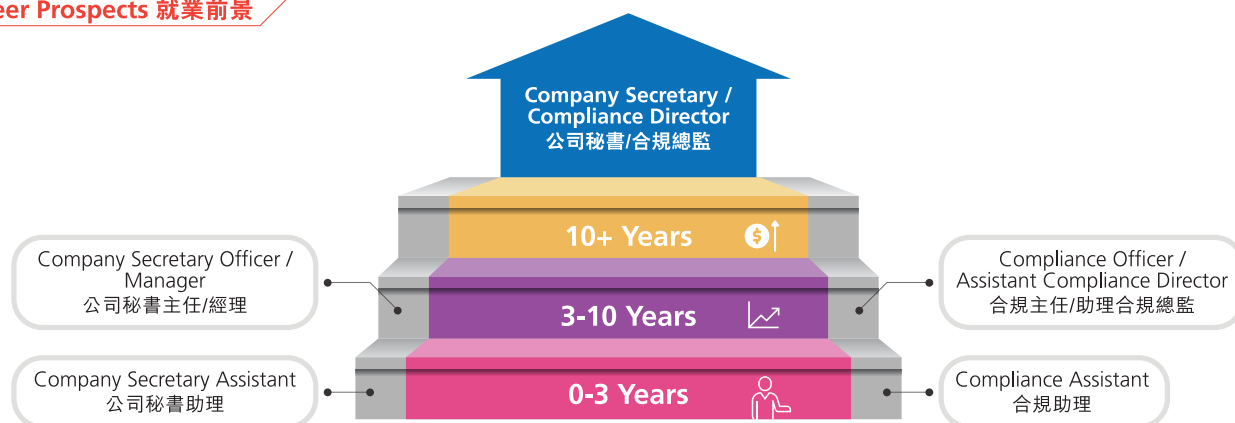 eer Prospects 就業前景
Company Secretary /
Compliance Director
公司秘書/合規總監
10+ Years
$
Company Secretary Officer /
Manager
公司秘書主任/經理
3-10 Years
Compliance Officer /
Assistant Compliance Director
合規主任/助理合規總監
Company Secretary Assistant
公司秘書助理
0-3 Years
Compliance Assistant
合規助理